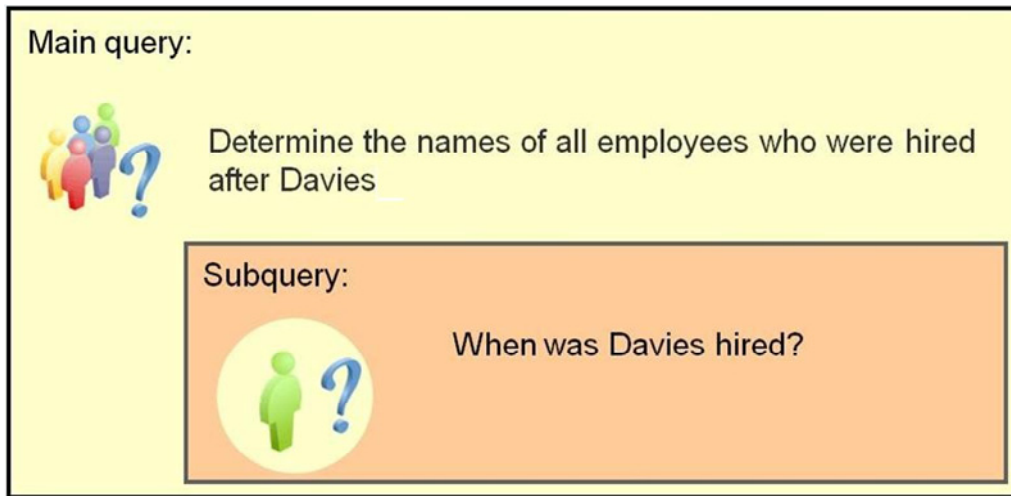 Main query:
Determine the names of all employees who were hired
after Davies
Subquery:
When was Davies hired?